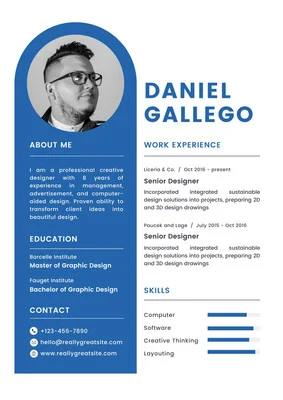 DANIEL
GALLEGO
ABOUT ME
I am a professional creative
designer with 8 years of
experience in management,
advertisement, and computer-
aided design. Proven ability to
transform client ideas into
beautiful design.
EDUCATION
Borcelle Institute
Master of Graphic Design
Fauget Institute
Bachelor of Graphic Design
CONTACT
+123-456-7890
hello@reallygreatsite.com
www.reallygreatsite.com
WORK EXPERIENCE
Liceria & Co. / Oct 2016 - present
Senior Designer
Incorporated integrated sustainable
design solutions into projects, preparing 2D
and 3D design drawings
Poucek and Lage / July 2015 - Oct 2016
Senior Designer
Incorporated integrated sustainable
design solutions into projects, preparing 2D
and 3D design drawings
SKILLS
Computer
Software
Creative Thinking
Layouting